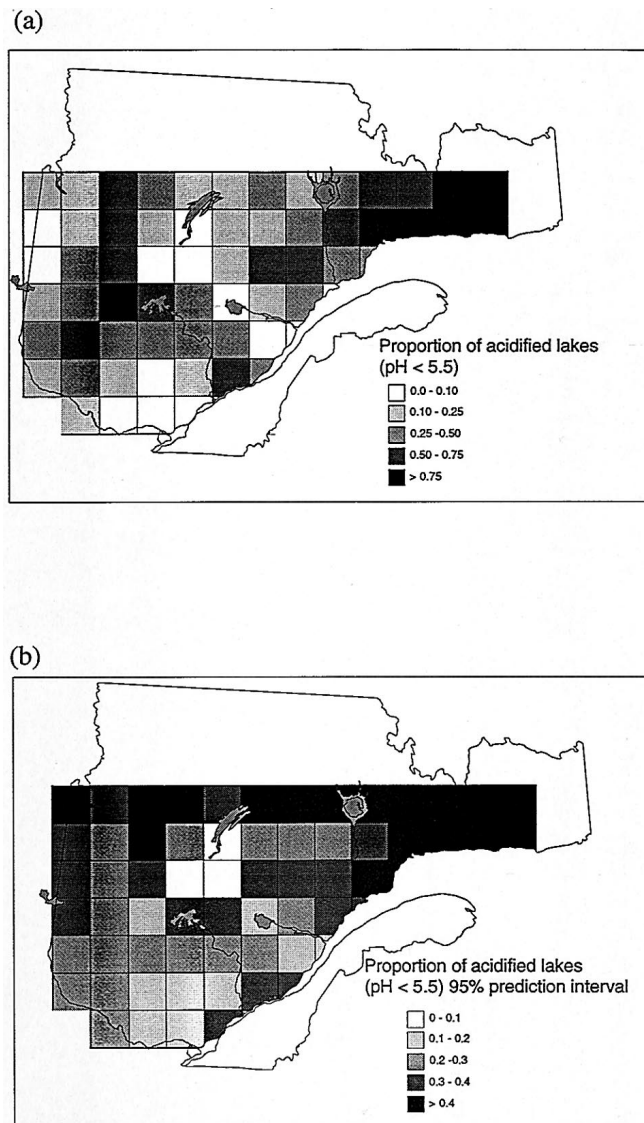 (a)
Proportion of acidified lakes
(pH < 5.5)
0.0 - 0.10
0.10 - 0.25
0.25 -0.50
0.50 - 0.75
> 0.75
(b)
Proportion of acidified lakes
(pH < 5.5) 95% prediction interval
0 - 0.1
0.1 - 0.2
0.2 -0.3
0.3 - 0.4
> 0.4